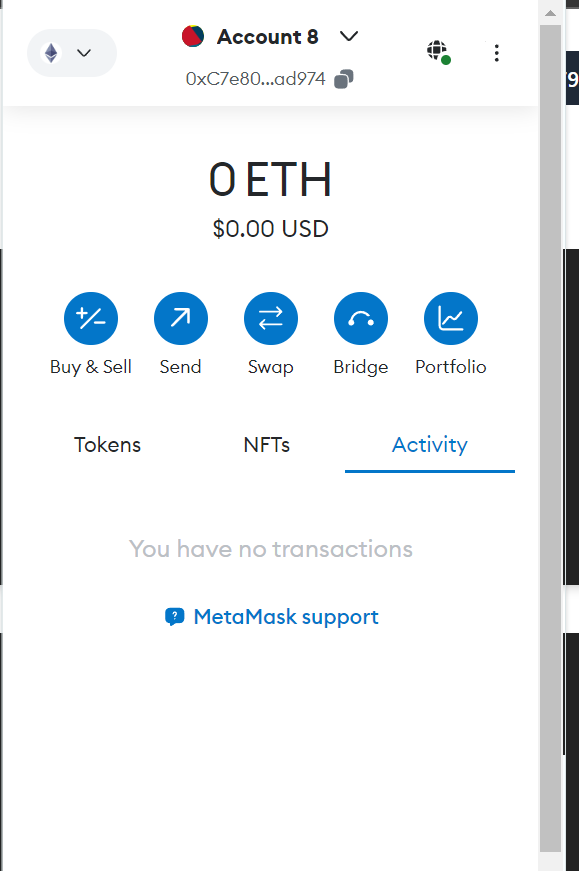 Account 8
0xC7e80...ad974
0 ETH
$0.00 USD
Buy & Sell
Send
Swap
Bridge
Portfolio
Tokens
NFTs
Activity
You have no transactions
MetaMask support